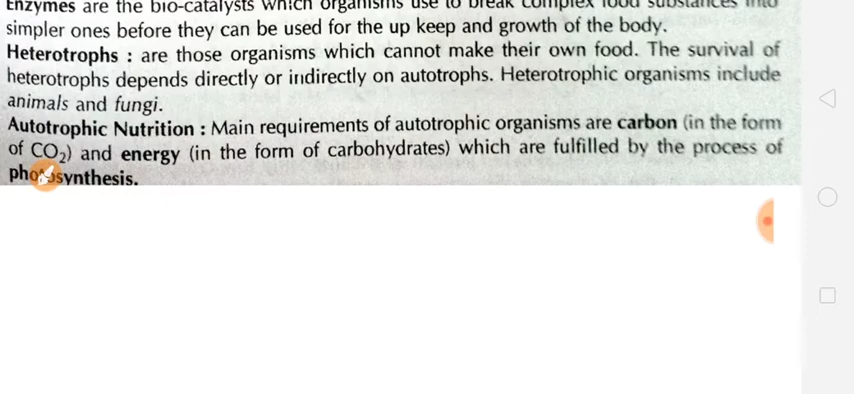 Enzymes are the bio-catalysts which organisms use to break complex food substances into
simpler ones before they can be used for the up keep and growth of the body.
Heterotrophs : are those organisms which cannot make their own food. The survival of
heterotrophs depends directly or indirectly on autotrophs. Heterotrophic organisms include
animals and fungi.
Autotrophic Nutrition : Main requirements of autotrophic organisms are carbon (in the form
of CO₂) and energy (in the form of carbohydrates) which are fulfilled by the process of
photosynthesis.